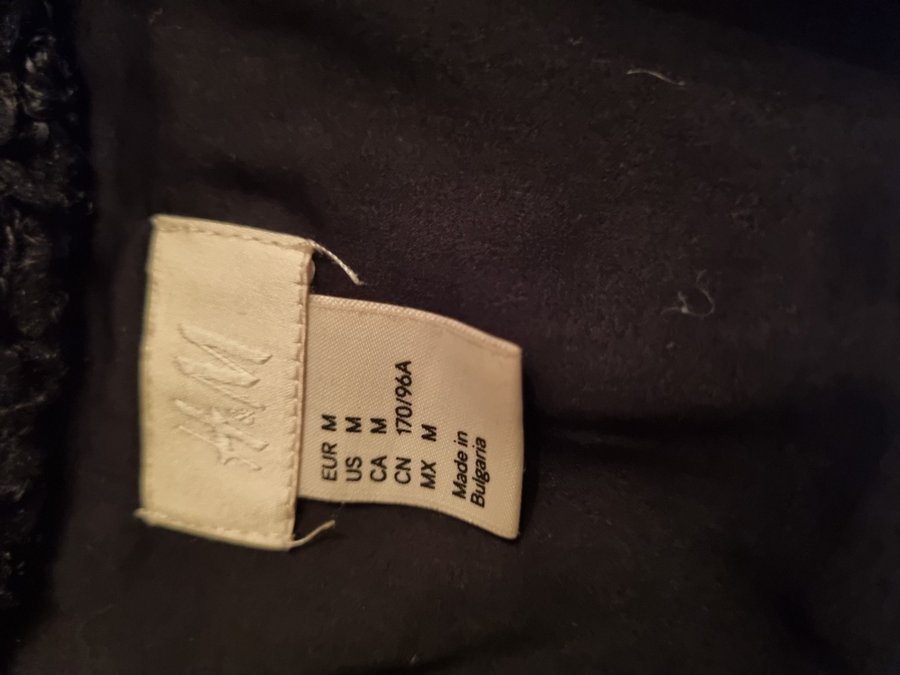 H&M
EUR M
US M
CA M
CN 170/96A
MX M
Made in
Bulgaria